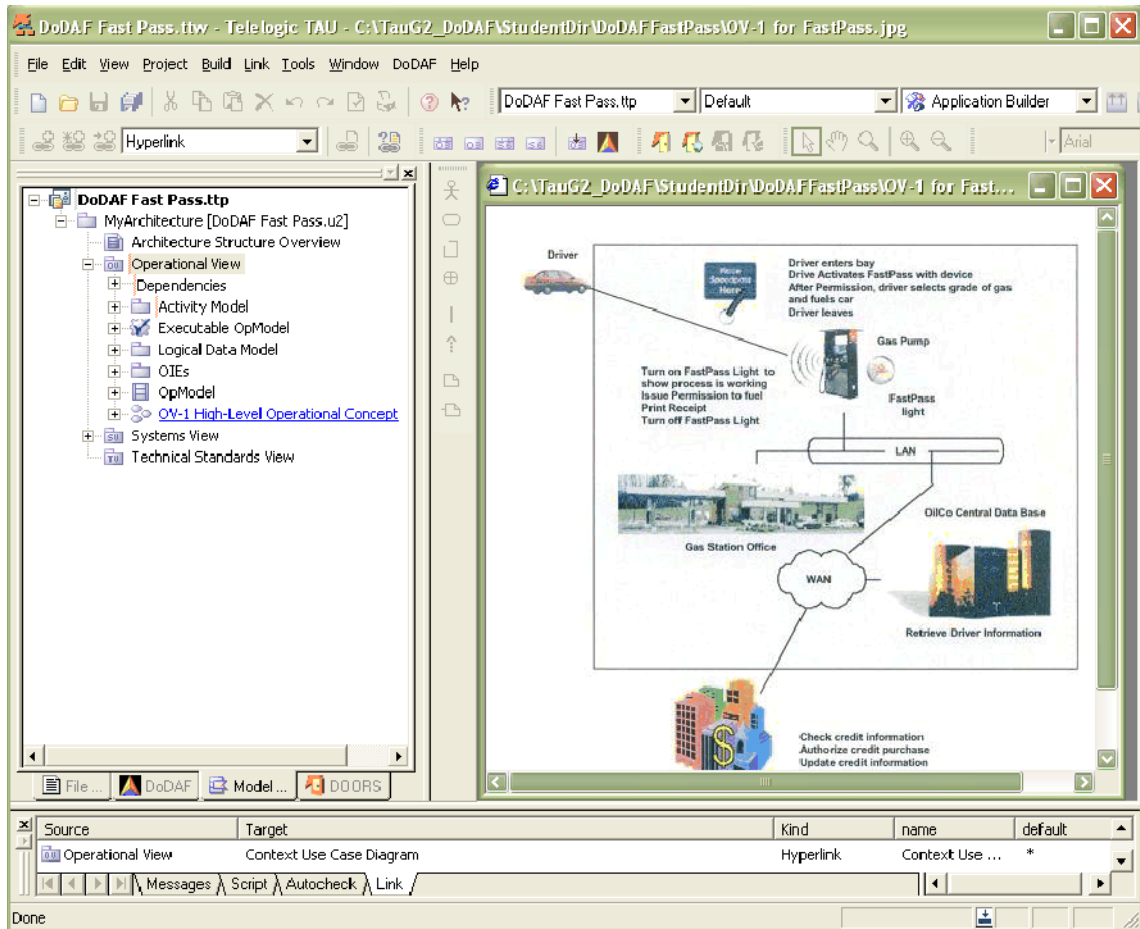 DoDAF Fast Pass.ttw - Telelogic TAU - C:\TauG2_DoDAF\StudentDir\DoDAFFastPass\OV-1 for FastPass.jpg
File Edit View Project Build Link Tools Window DoDAF Help
DoDAF Fast Pass.ttp Default Application Builder
Hyperlink Arial
DoDAF Fast Pass.ttp
MyArchitecture [DoDAF Fast Pass.u2]
Architecture Structure Overview
Operational View
Dependencies
Activity Model
Executable OpModel
Logical Data Model
OIEs
OpModel
OV-1 High-Level Operational Concept
Systems View
Technical Standards View
File ... DoDAF Model ... DOORS
C:\TauG2_DoDAF\StudentDir\DoDAFFastPass\OV-1 for Fast...
Driver
Driver enters bay
Drive Activates FastPass with device
After Permission, driver selects grade of gas
and fuels car
Driver leaves
Gas Pump
Turn on FastPass Light to
show process is working
Issue Permission to fuel
Print Receipt
Turn off FastPass Light
FastPass
light
LAN
OilCo Central Data Base
Gas Station Office
WAN
Retrieve Driver Information
Check credit information
Authorize credit purchase
Update credit information
Source Target Kind name default
Operational View Context Use Case Diagram Hyperlink Context Use ... *
Messages Script Autocheck Link
Done